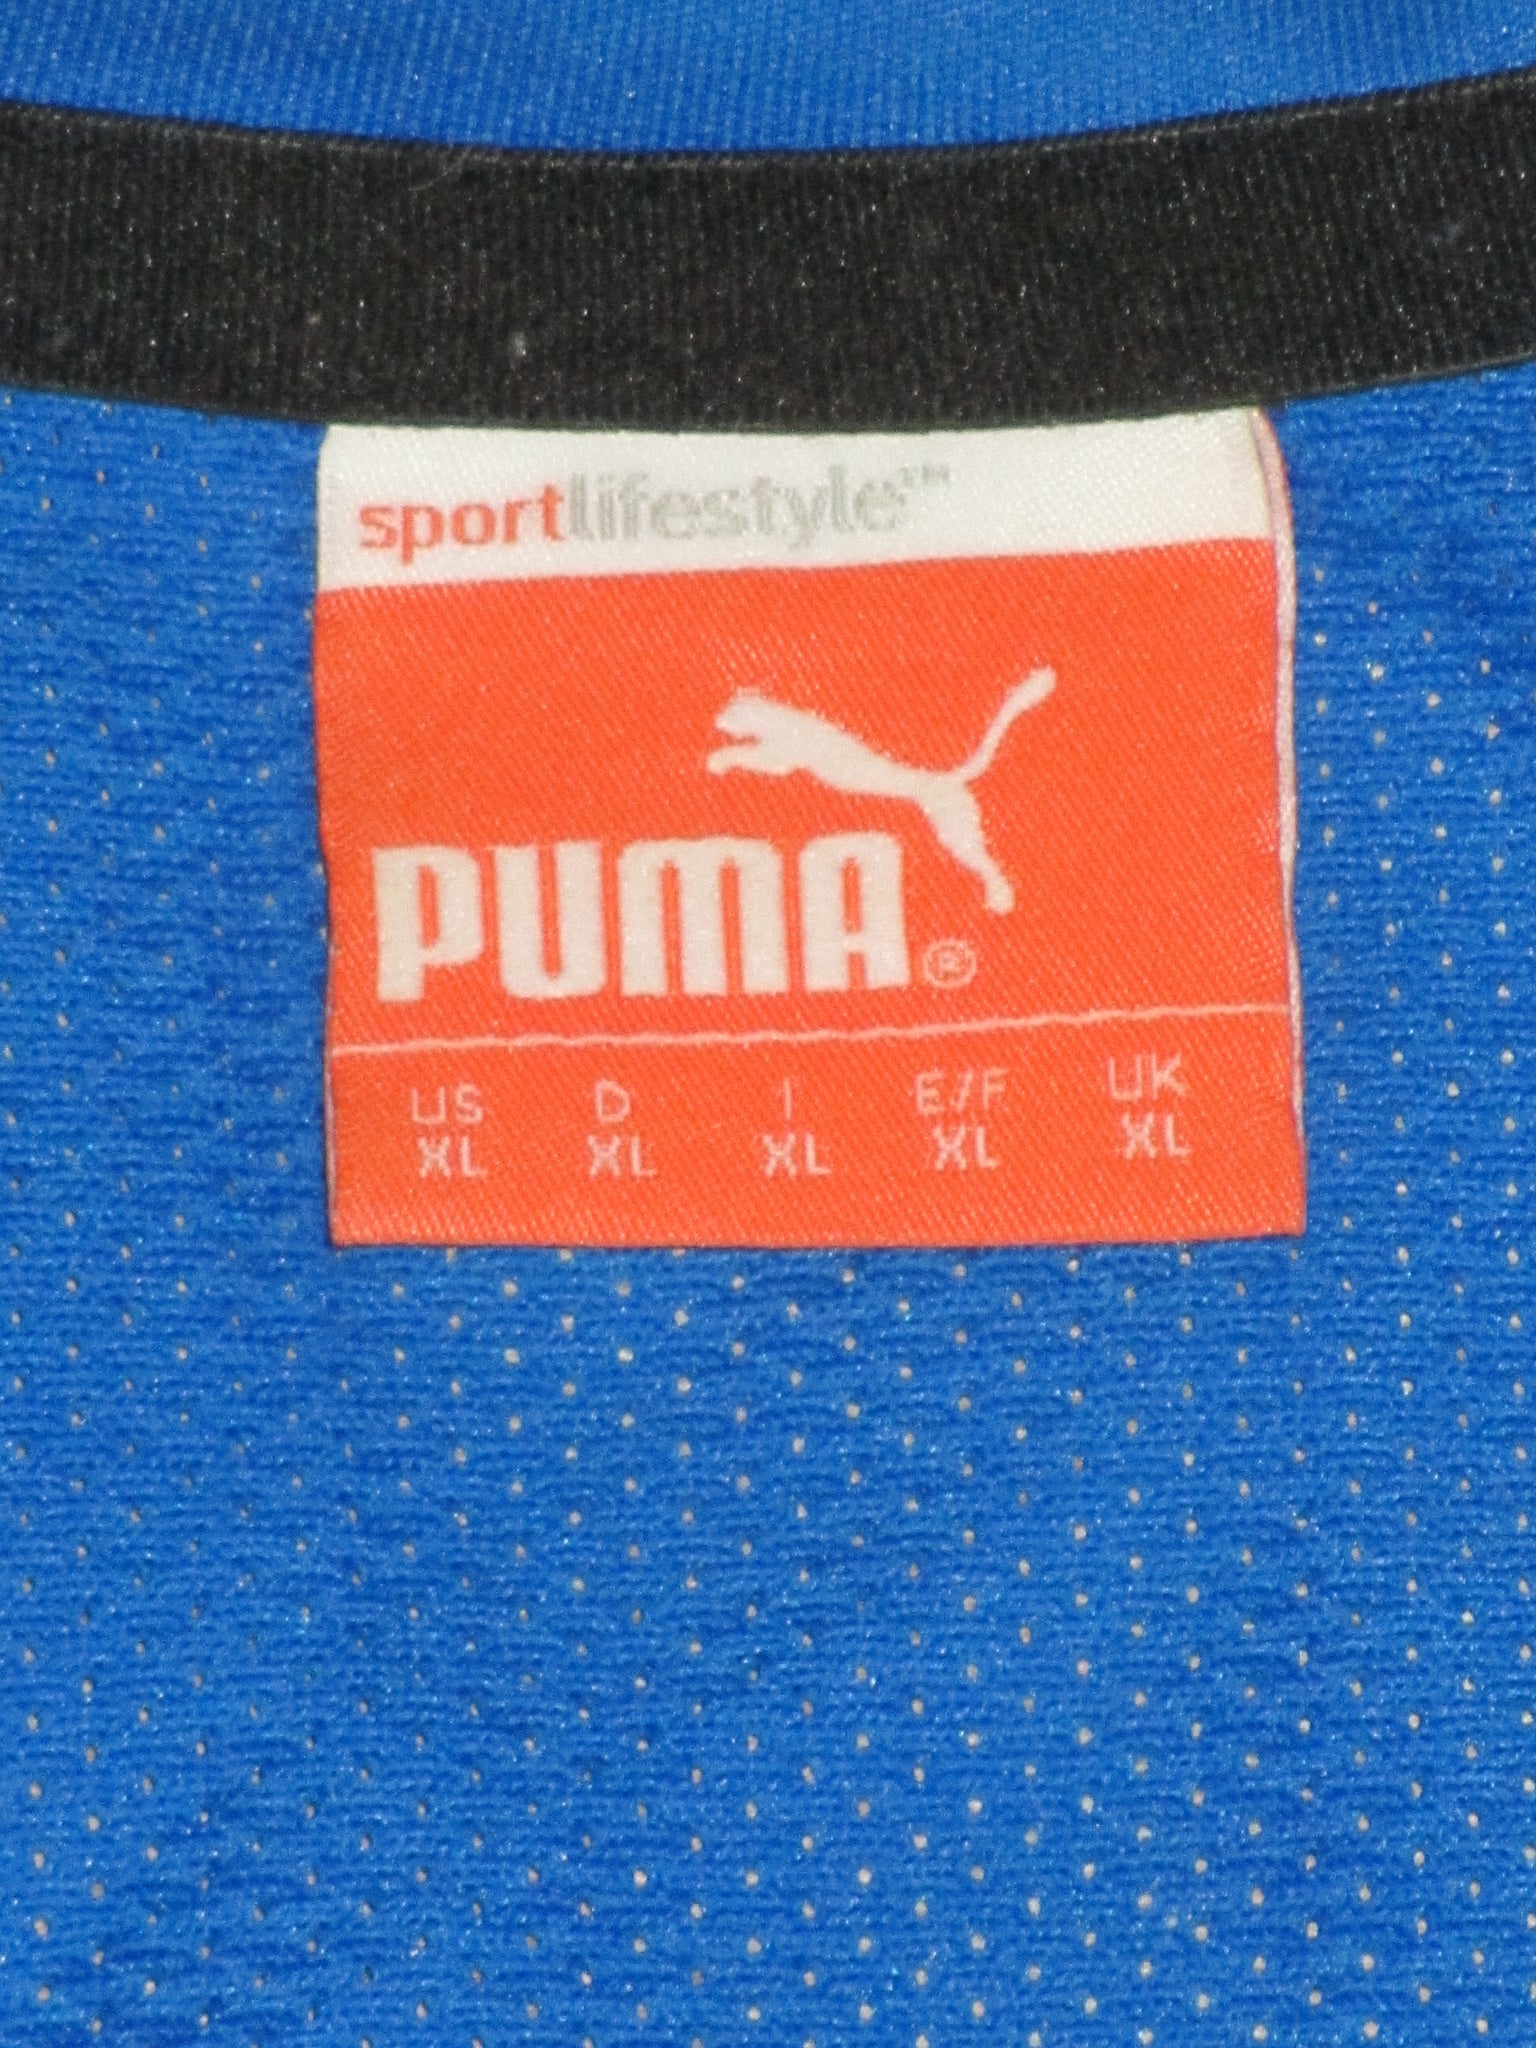 sportlifestyle™
PUMA®
US D I E/F UK
XL XL XL XL XL